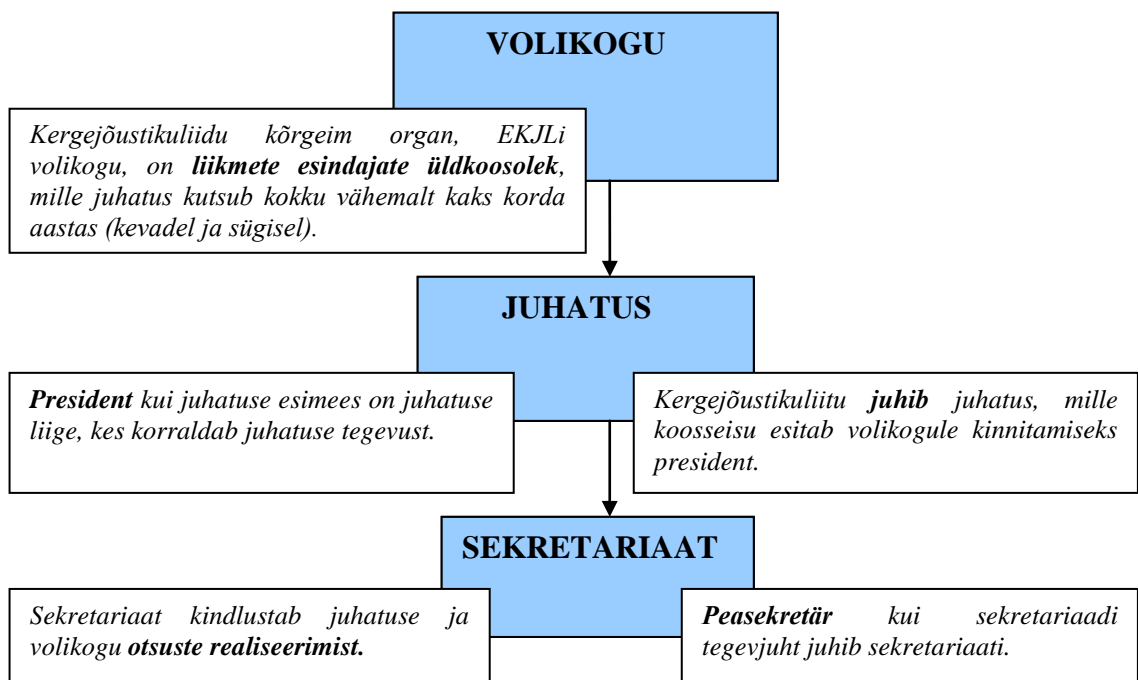 VOLIKOGU
Kergejõustikuliidu kõrgeim organ, EKJLi
volikogu, on liikmete esindajate üldkoosolek,
mille juhatus kutsub kokku vähemalt kaks korda
aastas (kevadel ja sügisel).
JUHATUS
President kui juhatuse esimees on juhatuse
liige, kes korraldab juhatuse tegevust.
Kergejõustikuliitu juhib juhatus, mille
koosseisu esitab volikogule kinnitamiseks
president.
SEKRETARIAAT
Sekretariaat kindlustab juhatuse ja
volikogu otsuste realiseerimist.
Peasekretär kui sekretariaadi
tegevjuht juhib sekretariaati.